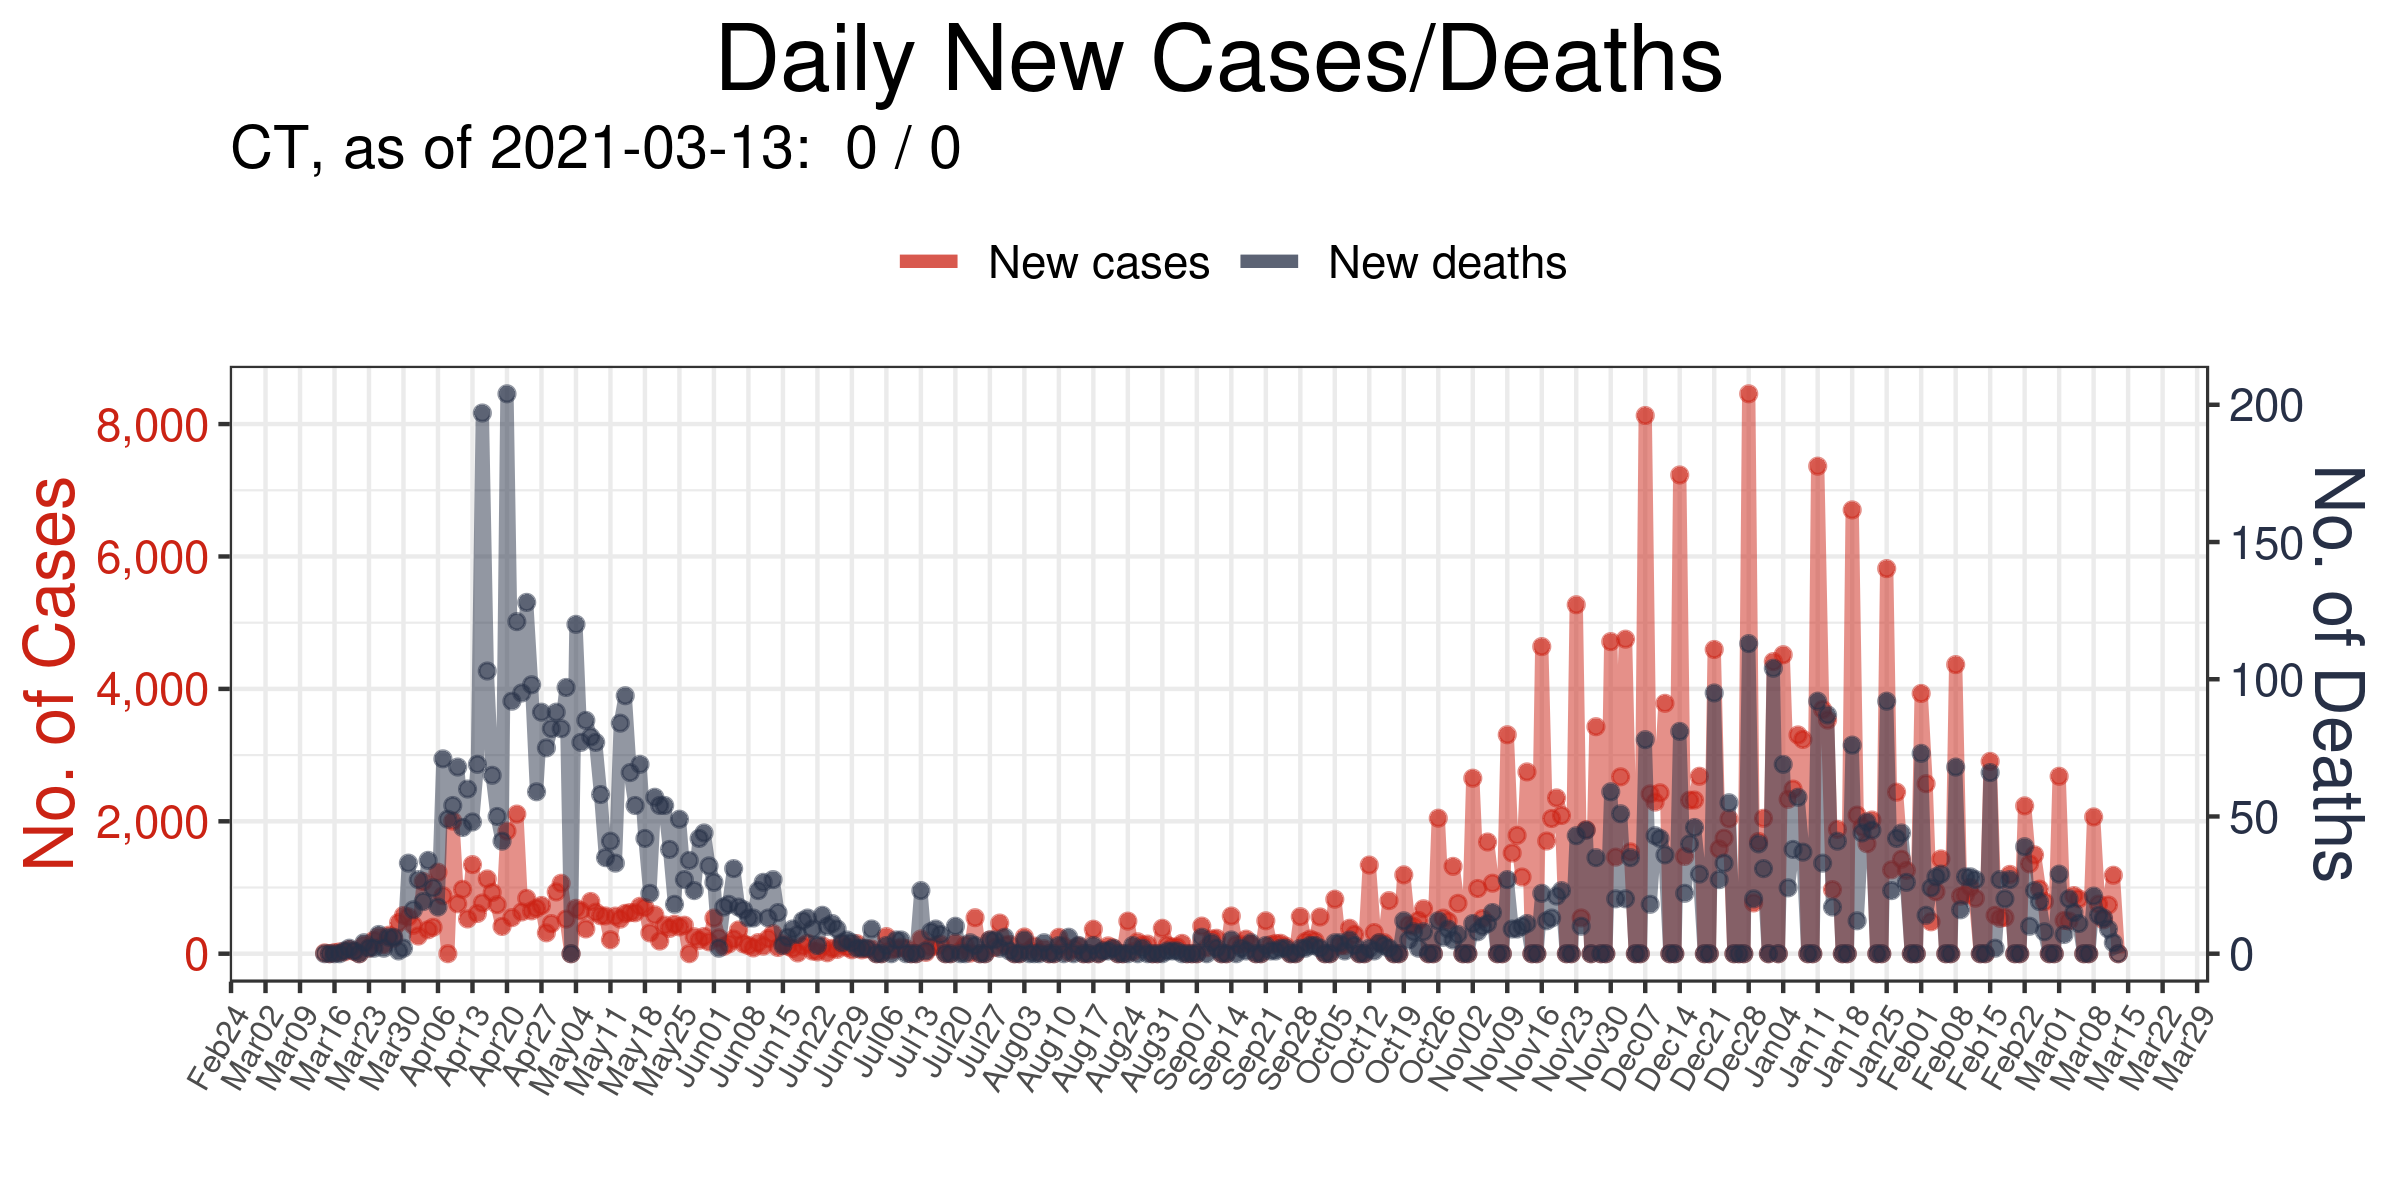 Daily New Cases/Deaths
CT, as of 2021-03-13:  0 / 0
New cases
New deaths
No. of Cases
8,000
6,000
4,000
2,000
0
200
150
100
50
0
No. of Deaths
Feb24
Mar02
Mar09
Mar16
Mar23
Mar30
Apr06
Apr13
Apr20
Apr27
May04
May11
May18
May25
Jun01
Jun08
Jun15
Jun22
Jun29
Jul06
Jul13
Jul20
Jul27
Aug03
Aug10
Aug17
Aug24
Aug31
Sep07
Sep14
Sep21
Sep28
Oct05
Oct12
Oct19
Oct26
Nov02
Nov09
Nov16
Nov23
Nov30
Dec07
Dec14
Dec21
Dec28
Jan04
Jan11
Jan18
Jan25
Feb01
Feb08
Feb15
Feb22
Mar01
Mar08
Mar15
Mar22
Mar29